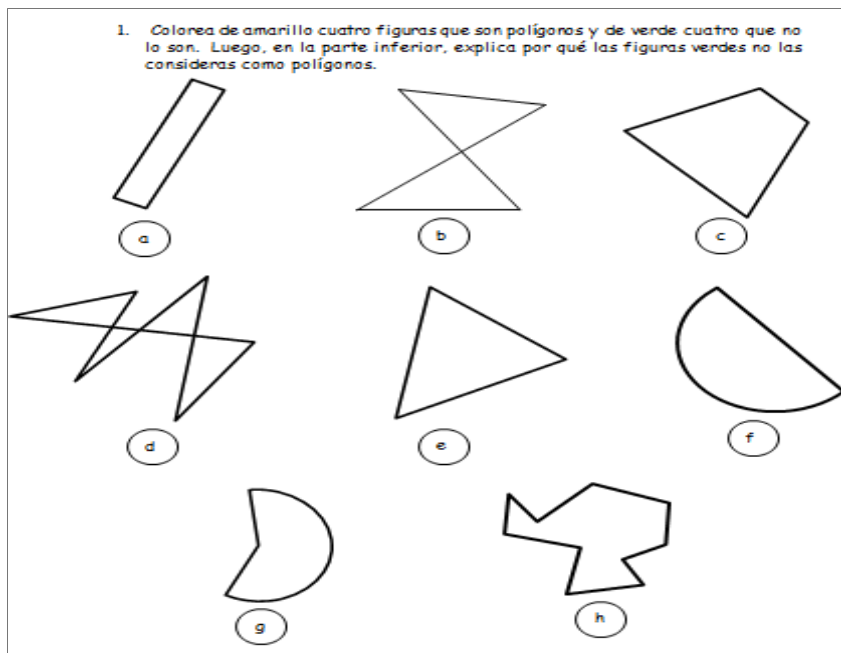 1. Colorea de amarillo cuatro figuras que son polígonos y de verde cuatro que no
lo son. Luego, en la parte inferior, explica por qué las figuras verdes no las
consideras como polígonos.
a
b
c
d
e
f
g
h